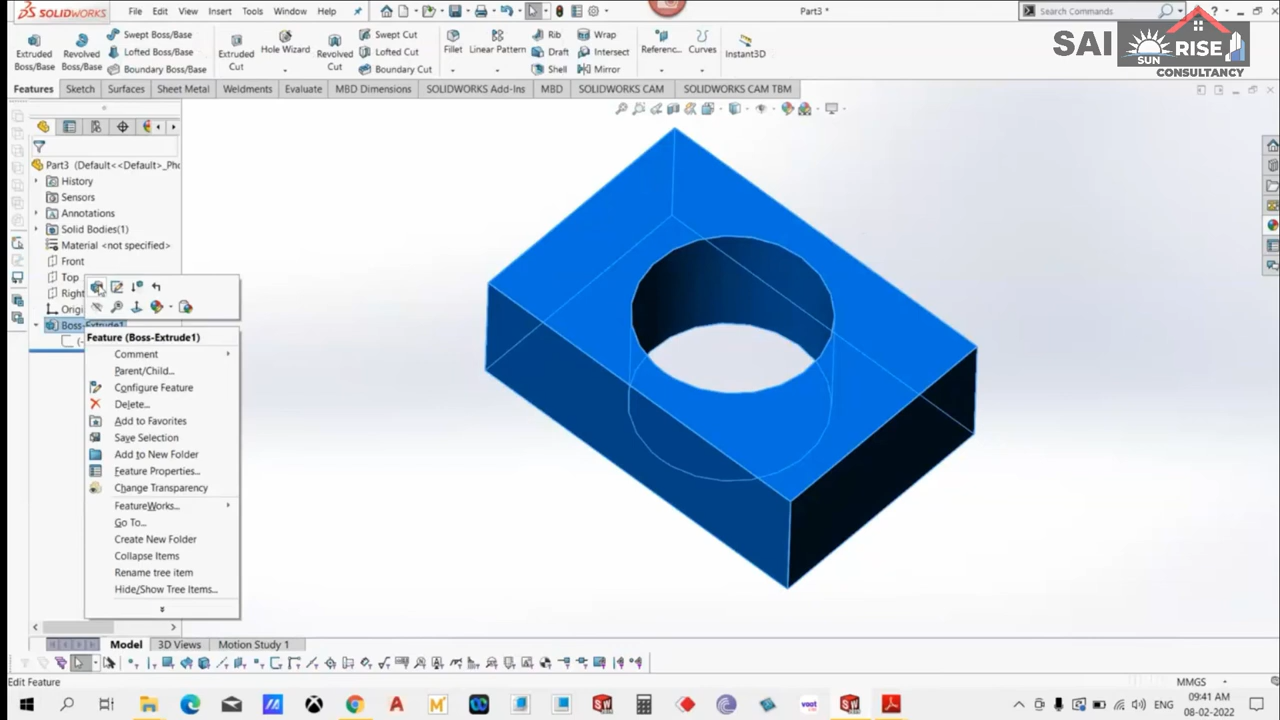 SOLIDWORKS
File
Edit
View
Insert
Tools
Window
Help
Part3 *
Search Commands
SAI
SUN
RISE
CONSULTANCY
Extruded
Boss/Base
Revolved
Boss/Base
Swept Boss/Base
Lofted Boss/Base
Boundary Boss/Base
Extruded
Cut
Hole Wizard
Revolved
Cut
Swept Cut
Lofted Cut
Boundary Cut
Fillet
Linear Pattern
Rib
Draft
Shell
Wrap
Intersect
Mirror
Referenc...
Curves
Instant3D
Features
Sketch
Surfaces
Sheet Metal
Weldments
Evaluate
MBD Dimensions
SOLIDWORKS Add-Ins
MBD
SOLIDWORKS CAM
SOLIDWORKS CAM TBM
Part3 (Default<<Default>_Pho
History
Sensors
Annotations
Solid Bodies(1)
Material <not specified>
Front
Top
Right
Origi
Boss-Extrude1
Feature (Boss-Extrude1)
Comment
Parent/Child...
Configure Feature
Delete...
Add to Favorites
Save Selection
Add to New Folder
Feature Properties...
Change Transparency
FeatureWorks...
Go To...
Create New Folder
Collapse Items
Rename tree item
Hide/Show Tree Items...
Model
3D Views
Motion Study 1
Edit Feature
MMGS
ENG
09:41 AM
08-02-2022